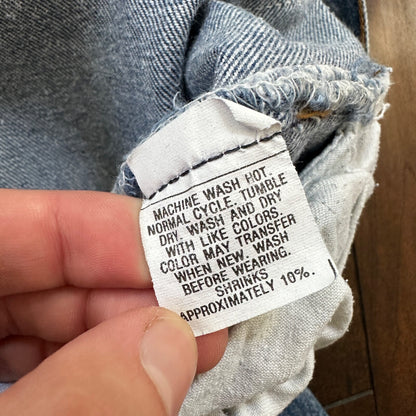 MACHINE WASH HOT.
NORMAL CYCLE. TUMBLE
DRY. WASH AND DRY
WITH LIKE COLORS.
COLOR MAY TRANSFER
WHEN NEW. WASH
BEFORE WEARING.
SHRINKS
APPROXIMATELY 10%.